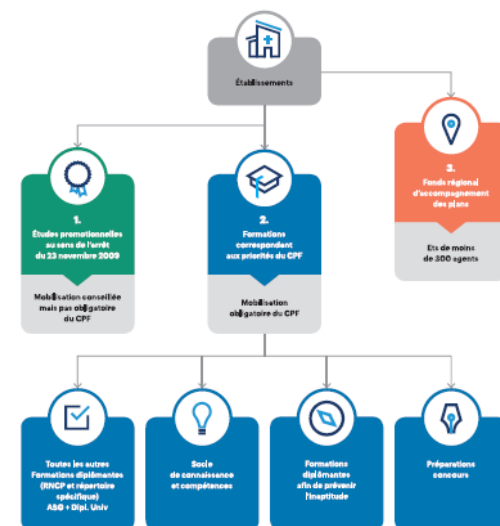 Établissements
1.
Études promotionnelles
au sens de l'arrêt
du 23 novembre 2009
Mobilisation conseillée
mais pas obligatoire
du CPF
2.
Formations
correspondant
aux priorités du CPF
Mobilisation
obligatoire du CPF
3.
Fonds régional
d'accompagnement
des plans
Ets de moins
de 300 agents
Toutes les autres
Formations diplômantes
(RNCP et répertoire
spécifique)
ASG + Dipl. Univ
Socle
de connaissance
et compétences
Formations
diplômantes
afin de prévenir
l'inaptitude
Préparations
concours